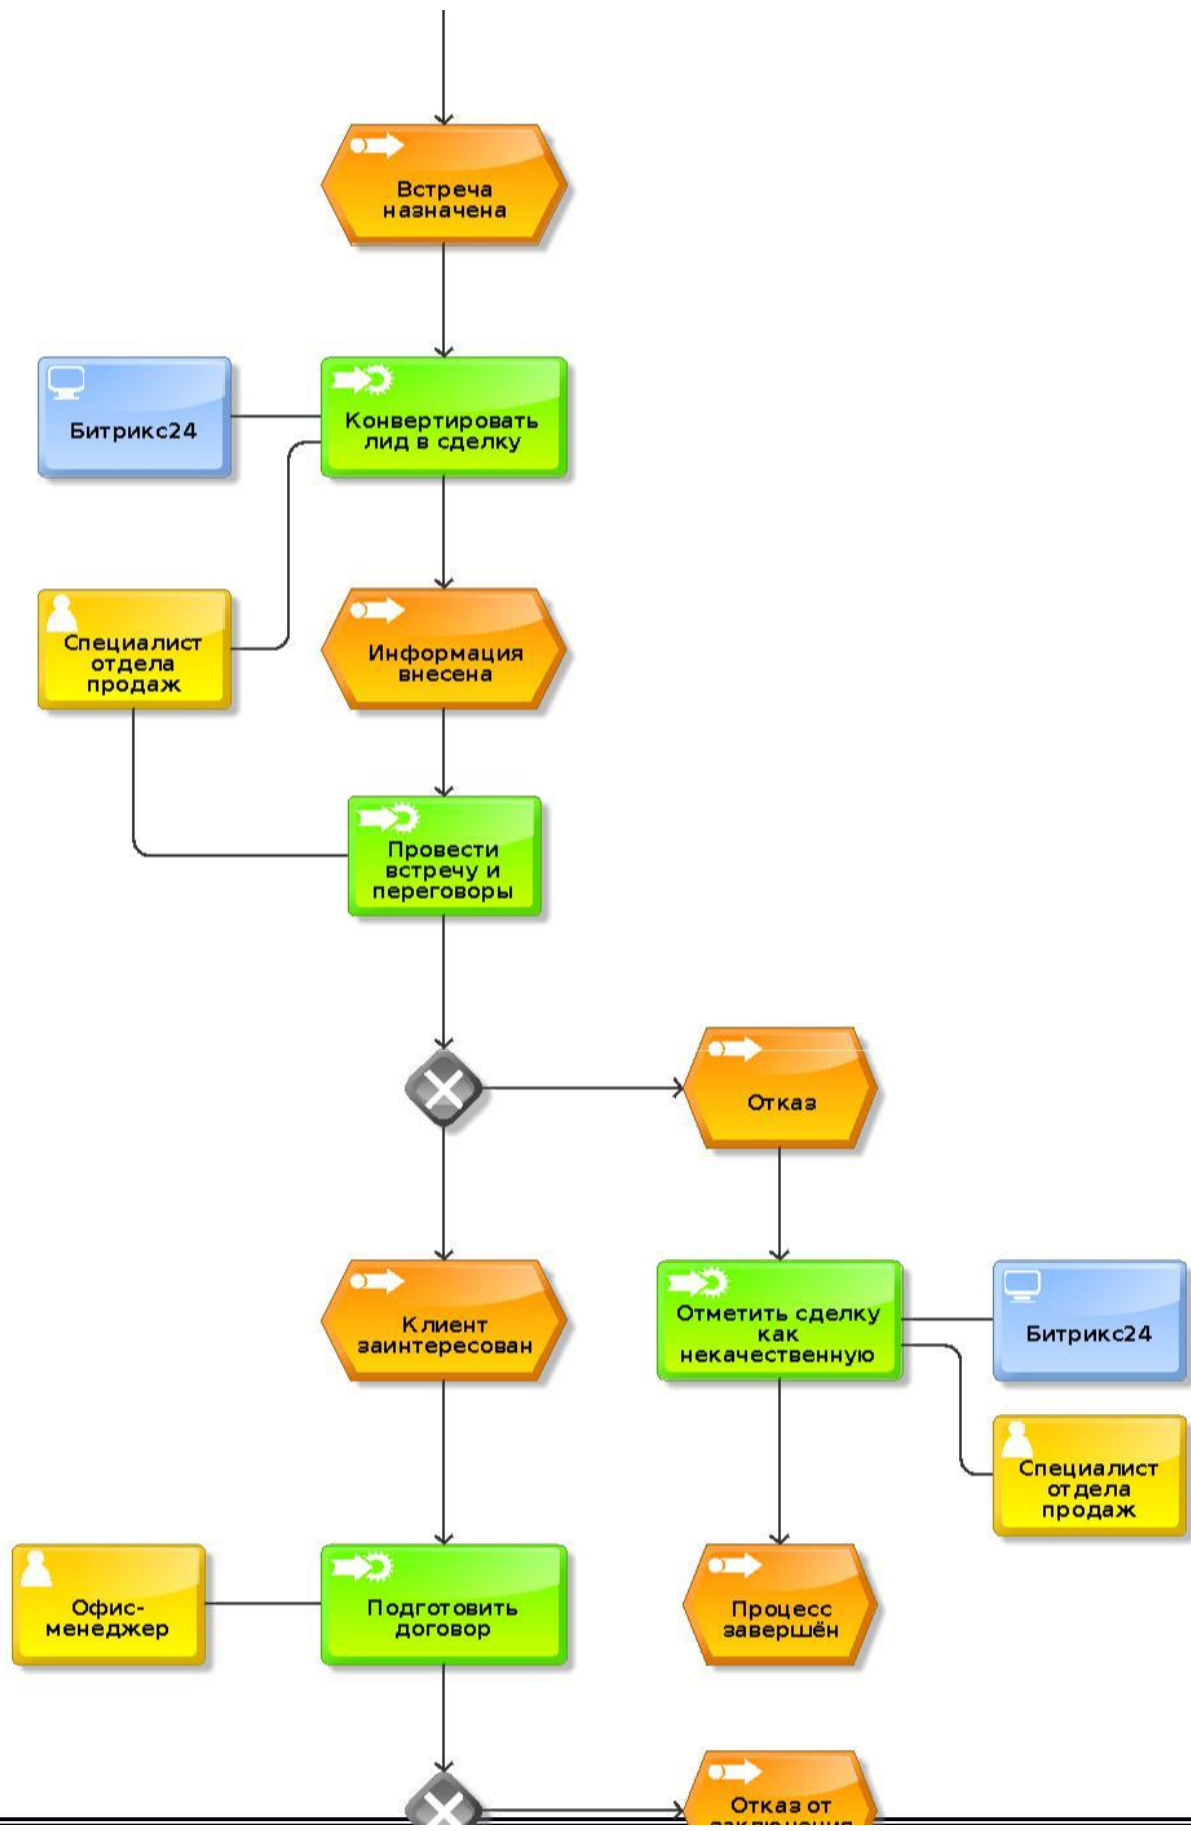 Встреча
назначена
Битрикс24
Конвертировать
лид в сделку
Специалист
отдела
продаж
Информация
внесена
Провести
встречу и
переговоры
Отказ
Клиент
заинтересован
Отметить сделку
как
некачественную
Битрикс24
Специалист
отдела
продаж
Офис-
менеджер
Подготовить
договор
Процесс
завершён
Отказ от
заключения